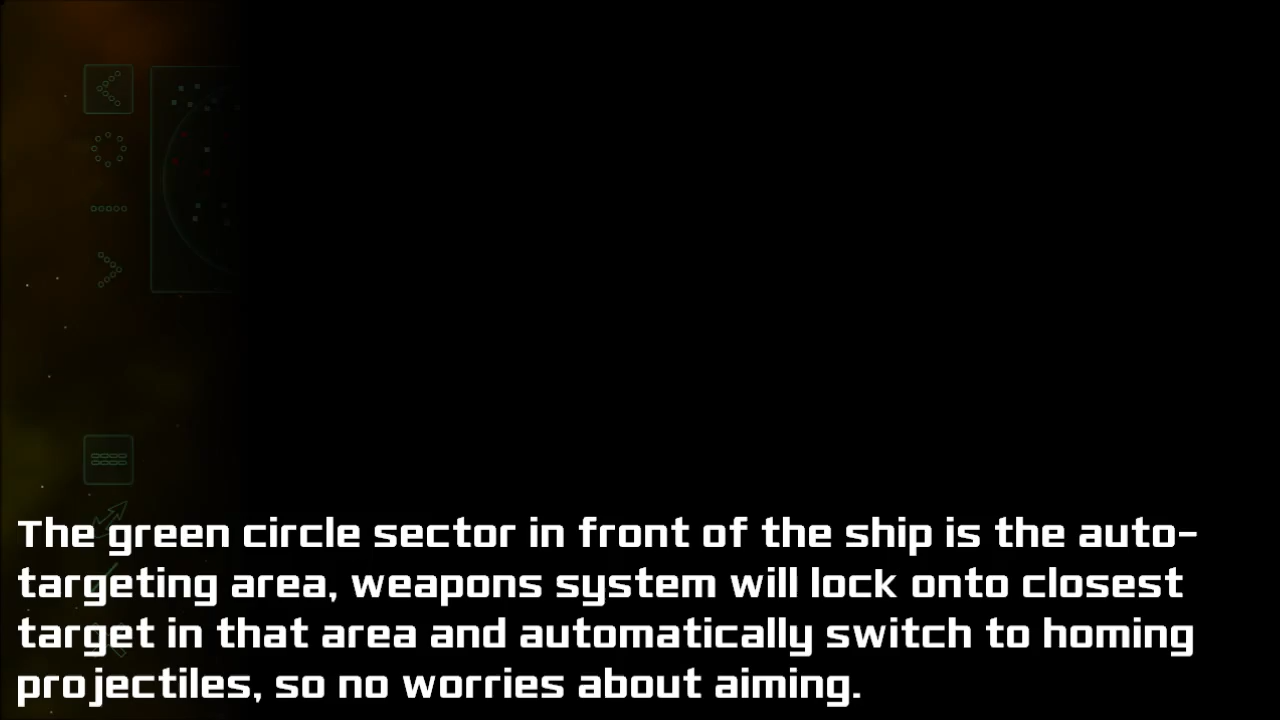 The green circle sector in front of the ship is the auto-
targeting area, weapons system will lock onto closest
target in that area and automatically switch to homing
projectiles, so no worries about aiming.